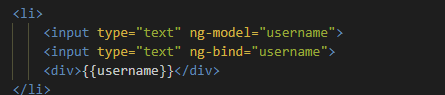 <li>
<input type="text" ng-model="username">
<input type="text" ng-bind="username">
<div>{{username}}</div>
</li>